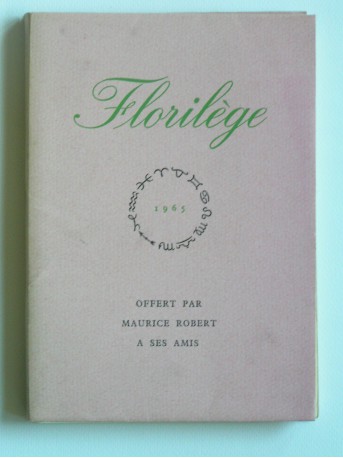 Florilège
1965
OFFERT PAR
MAURICE ROBERT
A SES AMIS